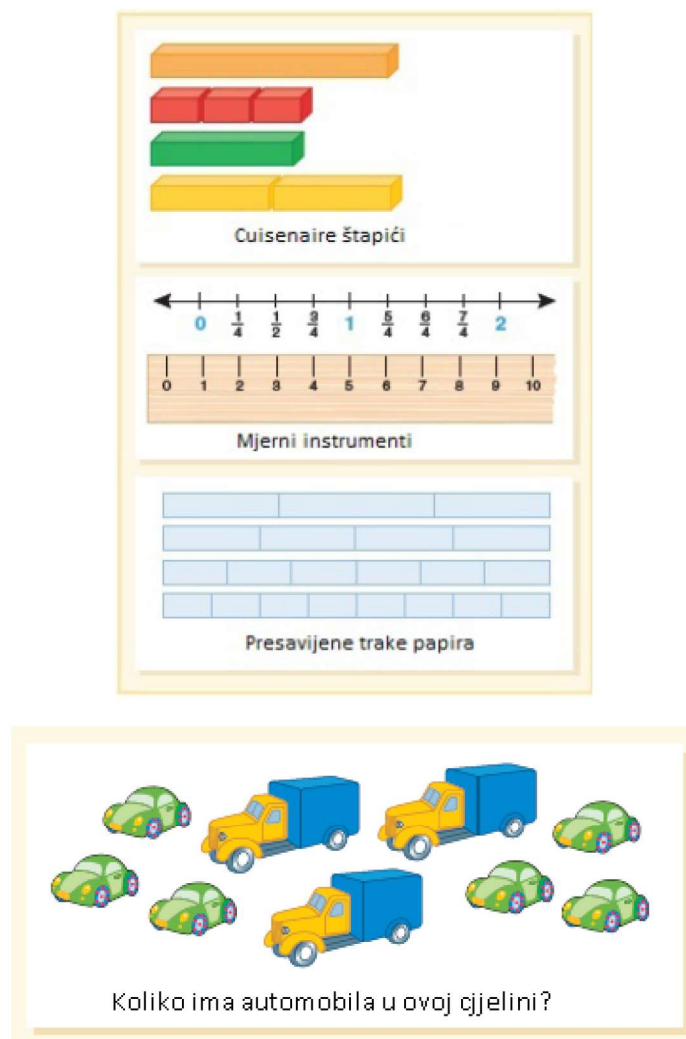 Cuisenaire štapići
0 1/4 1/2 3/4 1 5/4 6/4 7/4 2
0 1 2 3 4 5 6 7 8 9 10
Mjerni instrumenti
Presavijene trake papira
Koliko ima automobila u ovoj cjjelini?